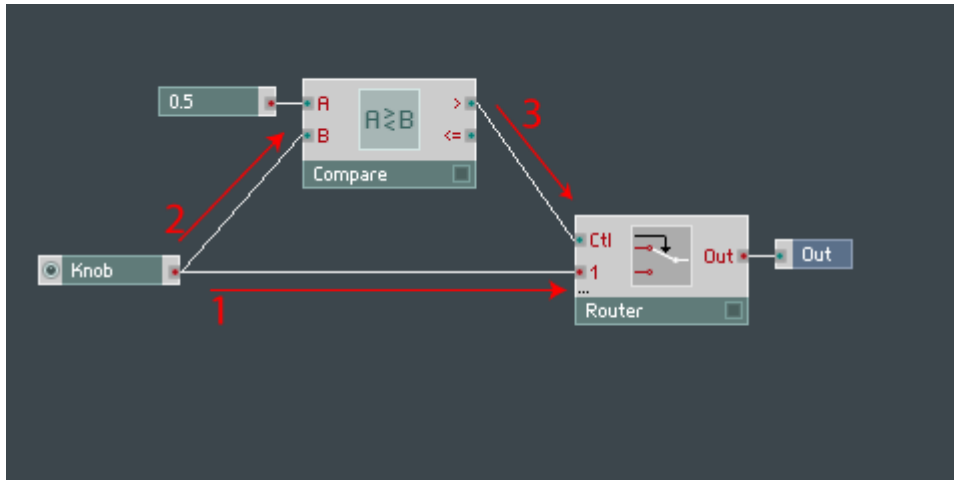 0.5
A
B
A≷B
>
<=
Compare
3
2
Knob
1
Ctl
1
...
Out
Router
Out